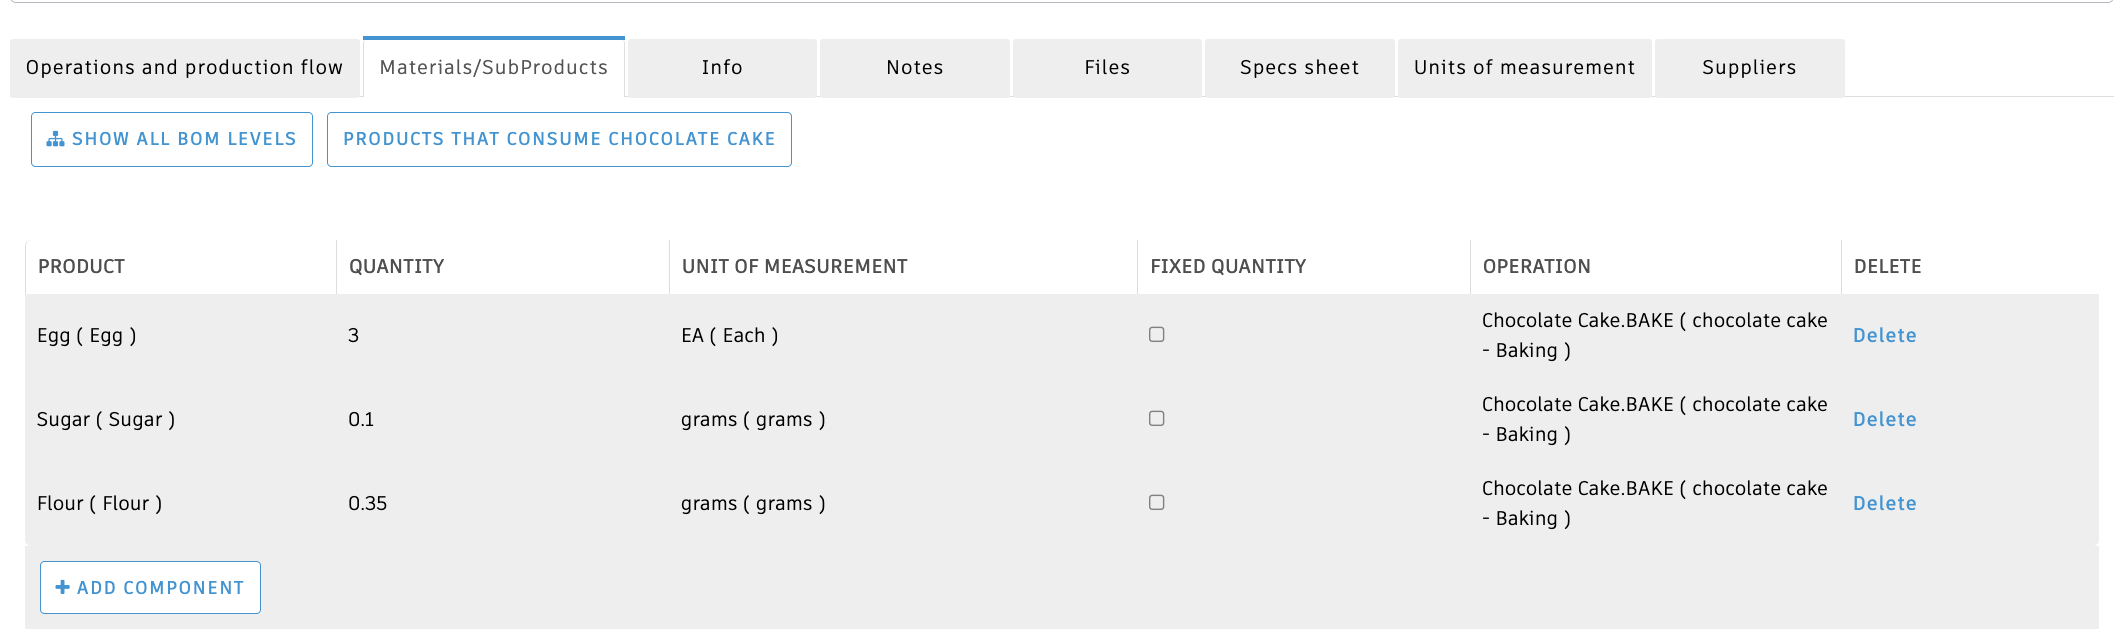 Operations and production flow Materials/SubProducts Info Notes Files Specs sheet Units of measurement Suppliers
SHOW ALL BOM LEVELS PRODUCTS THAT CONSUME CHOCOLATE CAKE
PRODUCT QUANTITY UNIT OF MEASUREMENT FIXED QUANTITY OPERATION DELETE
Egg ( Egg ) 3 EA ( Each ) Chocolate Cake.BAKE ( chocolate cake - Baking ) Delete
Sugar ( Sugar ) 0.1 grams ( grams ) Chocolate Cake.BAKE ( chocolate cake - Baking ) Delete
Flour ( Flour ) 0.35 grams ( grams ) Chocolate Cake.BAKE ( chocolate cake - Baking ) Delete
+ ADD COMPONENT